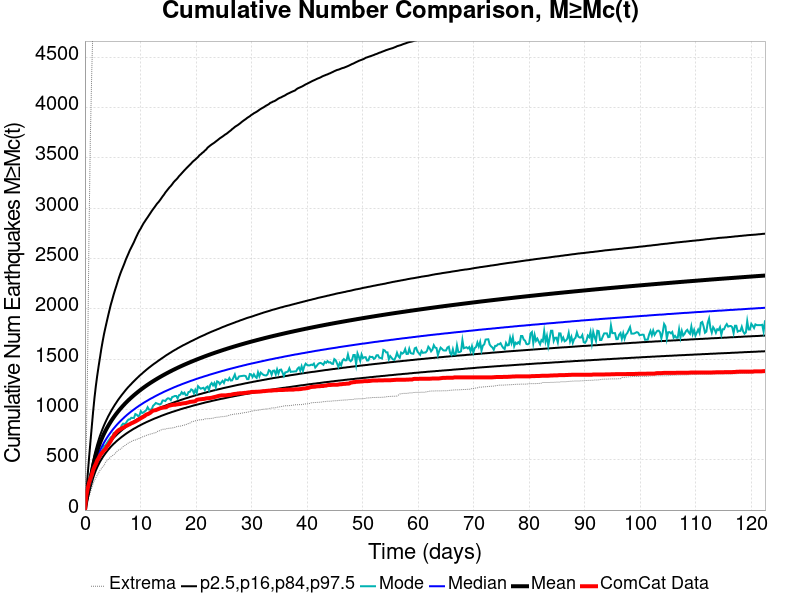 Cumulative Number Comparison, M≥Mc(t)
Cumulative Num Earthquakes M≥Mc(t)
4500
4000
3500
3000
2500
2000
1500
1000
500
0
0 10 20 30 40 50 60 70 80 90 100 110 120
Time (days)
Extrema p2.5,p16,p84,p97.5 Mode Median Mean ComCat Data